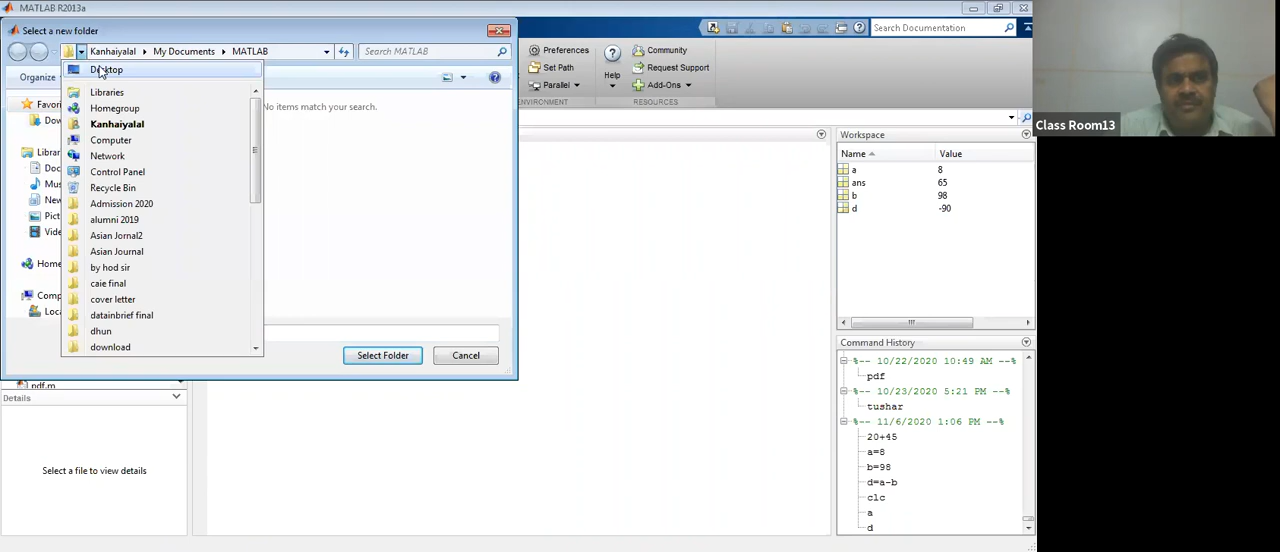 MATLAB R2013a
Select a new folder
Search Documentation
Kanhaiyalal
My Documents
MATLAB
Search MATLAB
Preferences
Set Path
Parallel
Help
Community
Request Support
Add-Ons
ENVIRONMENT
RESOURCES
Organize
Desktop
Libraries
Homegroup
Kanhaiyalal
Computer
Network
Control Panel
Recycle Bin
Admission 2020
alumni 2019
Asian Jornal2
Asian Journal
by hod sir
caie final
cover letter
datainbrief final
dhun
download
No items match your search.
Select Folder
Cancel
pdf.m
Details
Select a file to view details
Workspace
Name Value
a 8
ans 65
b 98
d -90
Command History
%-- 10/22/2020 10:49 AM --%
pdf
%-- 10/23/2020 5:21 PM --%
tushar
%-- 11/6/2020 1:06 PM --%
20+45
a=8
b=98
d=a-b
clc
a
d
Class Room13